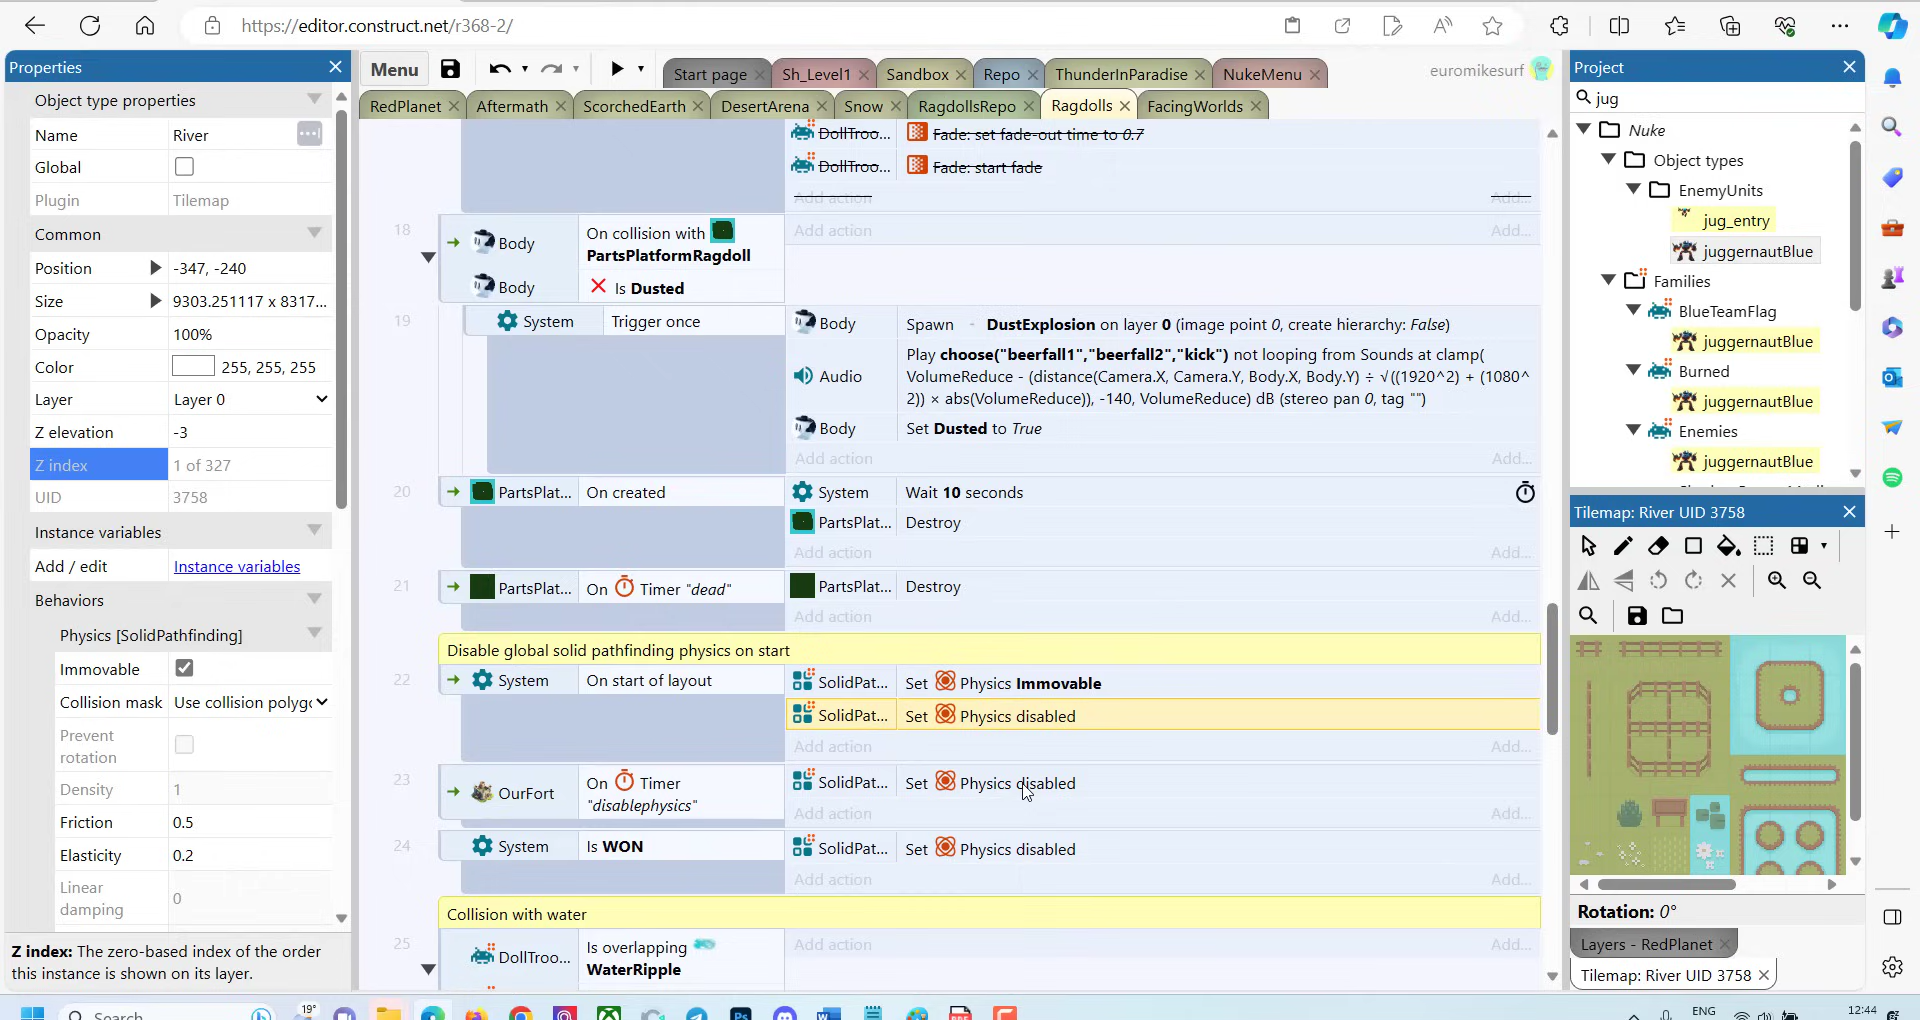 https://editor.construct.net/r368-2/
Properties
Object type properties
Name River
Global
Plugin Tilemap
Common
Position -347, -240
Size 9303.251117 x 8317...
Opacity 100%
Color 255, 255, 255
Layer Layer 0
Z elevation -3
Z index 1 of 327
UID 3758
Instance variables
Add / edit Instance variables
Behaviors
Physics [SolidPathfinding]
Immovable
Collision mask Use collision polygo
Prevent
rotation
Density 1
Friction 0.5
Elasticity 0.2
Linear
damping 0
Z index: The zero-based index of the order
this instance is shown on its layer.
Menu
Start page
Sh_Level1
Sandbox
Repo
ThunderInParadise
NukeMenu
euromikesurf
RedPlanet
Aftermath
ScorchedEarth
DesertArena
Snow
RagdollsRepo
Ragdolls
FacingWorlds
DollTroo... Fade: set fade-out time to 0.7
DollTroo... Fade: start fade
Add action Add...
18 Body On collision with
PartsPlatformRagdoll
Add action Add...
Body Is Dusted
19 System Trigger once
Body Spawn DustExplosion on layer 0 (image point 0, create hierarchy: False)
Audio Play choose("beerfall1","beerfall2","kick") not looping from Sounds at clamp(
VolumeReduce - (distance(Camera.X, Camera.Y, Body.X, Body.Y) ÷ √((1920^2) + (1080^
2)) × abs(VolumeReduce)), -140, VolumeReduce) dB (stereo pan 0, tag "")
Body Set Dusted to True
Add action Add...
20 PartsPlat... On created System Wait 10 seconds
PartsPlat... Destroy
Add action Add...
21 PartsPlat... On Timer "dead" PartsPlat... Destroy
Add action Add...
Disable global solid pathfinding physics on start
22 System On start of layout SolidPat... Set Physics Immovable
SolidPat... Set Physics disabled
Add action Add...
23 OurFort On Timer
"disablephysics"
SolidPat... Set Physics disabled
Add action Add...
24 System Is WON SolidPat... Set Physics disabled
Add action Add...
Collision with water
25 DollTroo... Is overlapping
WaterRipple
Add action Add...
Project
jug
Nuke
Object types
EnemyUnits
jug_entry
juggernautBlue
Families
BlueTeamFlag
juggernautBlue
Burned
juggernautBlue
Enemies
juggernautBlue
Tilemap: River UID 3758
Rotation: 0°
Layers - RedPlanet
Tilemap: River UID 3758
Search
19°
ENG
12:44